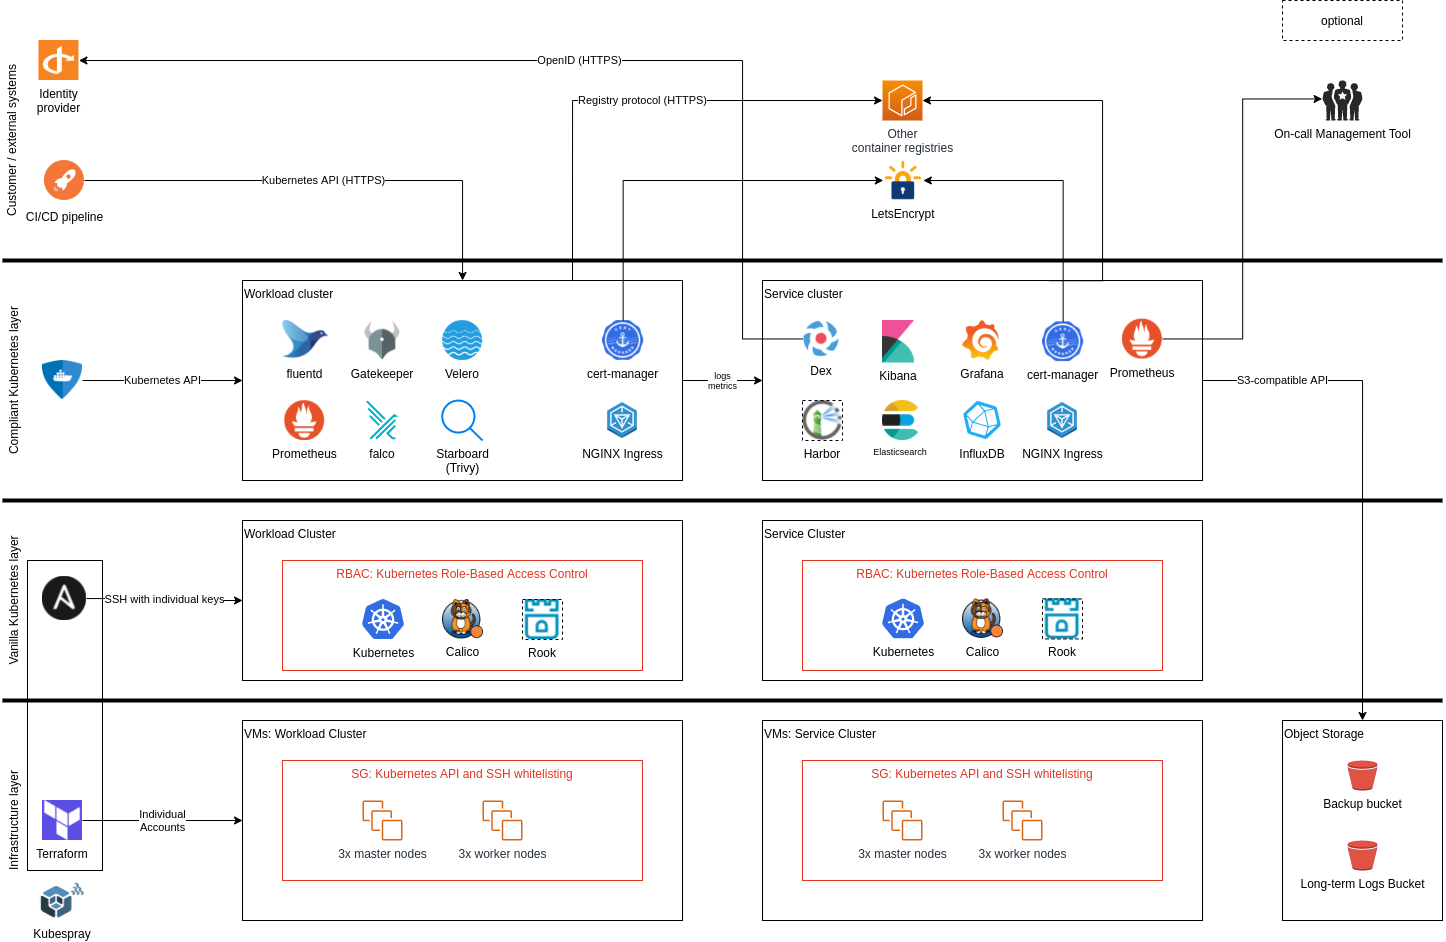 optional
OpenID (HTTPS)
Identity
provider
Registry protocol (HTTPS)
Other
container registries
On-call Management Tool
Customer / external systems
Kubernetes API (HTTPS)
CI/CD pipeline
LetsEncrypt
Compliant Kubernetes layer
Workload cluster
fluentd
Gatekeeper
Velero
cert-manager
Prometheus
falco
Starboard
(Trivy)
NGINX Ingress
Kubernetes API
logs
metrics
Service cluster
Dex
Kibana
Grafana
cert-manager
Prometheus
Harbor
Elasticsearch
InfluxDB
NGINX Ingress
S3-compatible API
Vanilla Kubernetes layer
SSH with individual keys
Workload Cluster
RBAC: Kubernetes Role-Based Access Control
Kubernetes
Calico
Rook
Service Cluster
RBAC: Kubernetes Role-Based Access Control
Kubernetes
Calico
Rook
Infrastructure layer
Terraform
Kubespray
Individual
Accounts
VMs: Workload Cluster
SG: Kubernetes API and SSH whitelisting
3x master nodes
3x worker nodes
VMs: Service Cluster
SG: Kubernetes API and SSH whitelisting
3x master nodes
3x worker nodes
Object Storage
Backup bucket
Long-term Logs Bucket